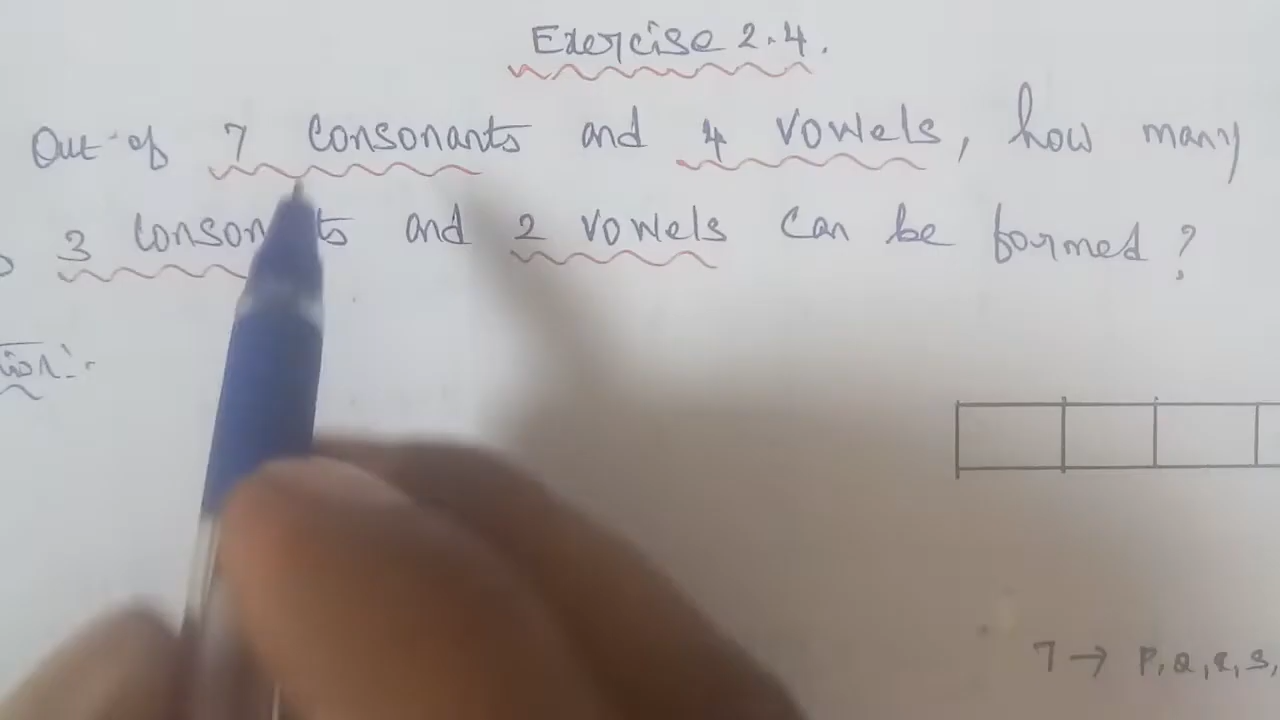 Exercise 2.4.
Out of 7 consonants and 4 vowels, how many
3 consonants and 2 vowels can be formed?
7 → P, Q, R, S,